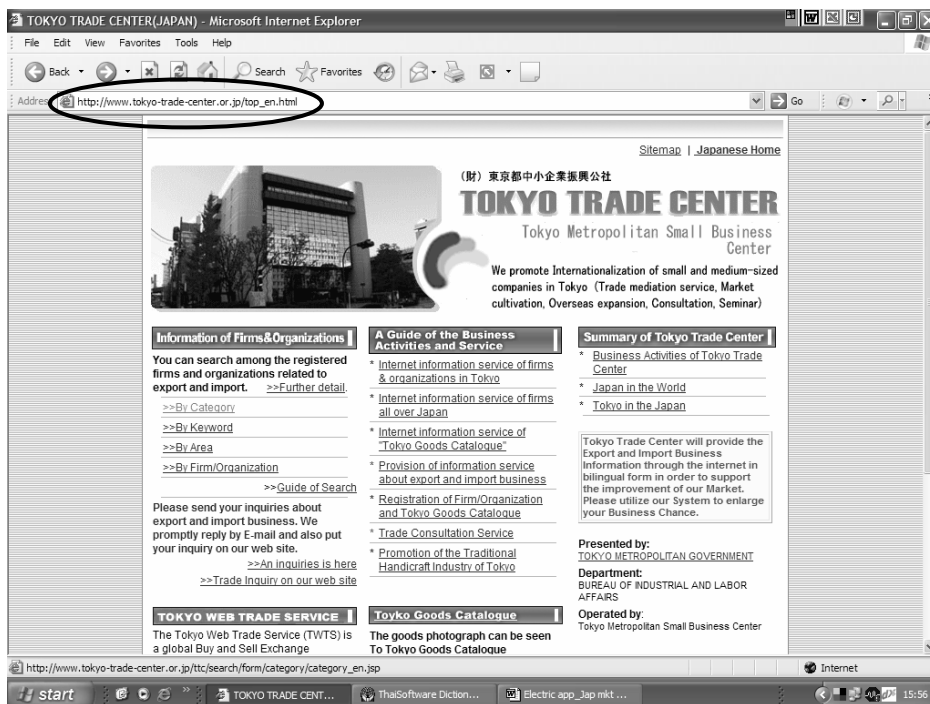 TOKYO TRADE CENTER(JAPAN) - Microsoft Internet Explorer
File Edit View Favorites Tools Help
Back Search Favorites
Address http://www.tokyo-trade-center.or.jp/top_en.html Go
Sitemap | Japanese Home
(財) 東京都中小企業振興公社
TOKYO TRADE CENTER
Tokyo Metropolitan Small Business
Center
We promote Internationalization of small and medium-sized
companies in Tokyo (Trade mediation service, Market
cultivation, Overseas expansion, Consultation, Seminar)
Information of Firms&Organizations
You can search among the registered
firms and organizations related to
export and import. >>Further detail.
>>By Category
>>By Keyword
>>By Area
>>By Firm/Organization
>>Guide of Search
Please send your inquiries about
export and import business. We
promptly reply by E-mail and also put
your inquiry on our web site.
>>An inquiries is here
>>Trade Inquiry on our web site
TOKYO WEB TRADE SERVICE
The Tokyo Web Trade Service (TWTS) is
a global Buy and Sell Exchange
A Guide of the Business
Activities and Service
* Internet information service of firms
& organizations in Tokyo
* Internet information service of firms
all over Japan
* Internet information service of
"Tokyo Goods Catalogue"
* Provision of information service
about export and import business
* Registration of Firm/Organization
and Tokyo Goods Catalogue
* Trade Consultation Service
* Promotion of the Traditional
Handicraft Industry of Tokyo
Toyko Goods Catalogue
The goods photograph can be seen
To Tokyo Goods Catalogue
Summary of Tokyo Trade Center
* Business Activities of Tokyo Trade
Center
* Japan in the World
* Tokyo in the Japan
Tokyo Trade Center will provide the
Export and Import Business
Information through the internet in
bilingual form in order to support
the improvement of our Market.
Please utilize our System to enlarge
your Business Chance.
Presented by:
TOKYO METROPOLITAN GOVERNMENT
Department:
BUREAU OF INDUSTRIAL AND LABOR
AFFAIRS
Operated by:
Tokyo Metropolitan Small Business Center
http://www.tokyo-trade-center.or.jp/ttc/search/form/category/category_en.jsp Internet
start TOKYO TRADE CENT... ThaiSoftware Diction... Electric app_Jap mkt ... 15:56